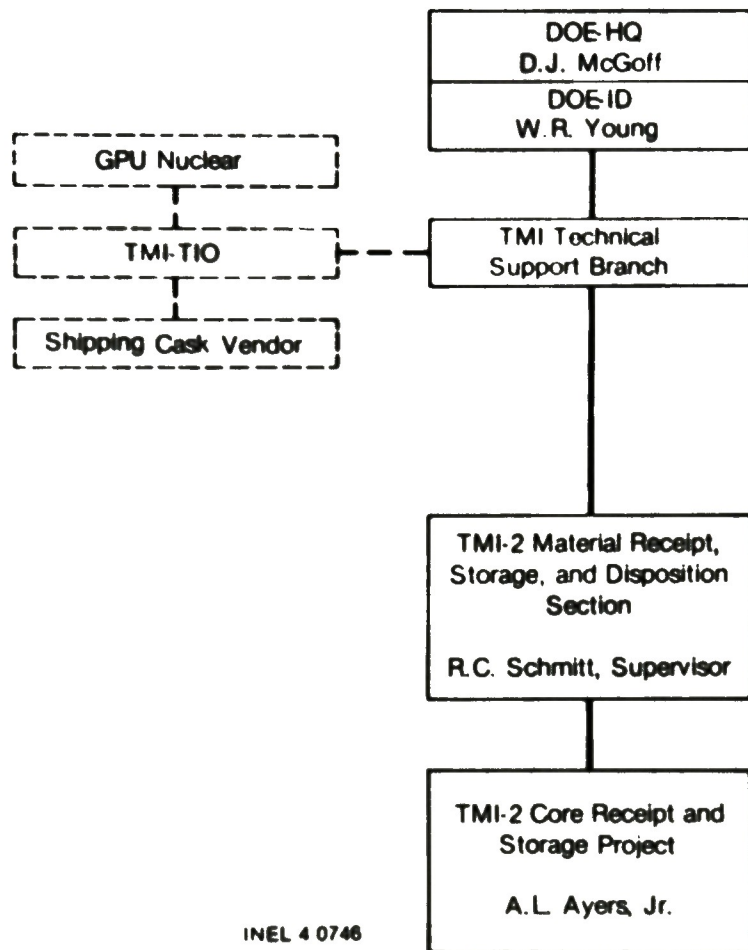 DOE-HQ
D.J. McGoff
DOE-ID
W.R. Young
GPU Nuclear
TMI-TIO
Shipping Cask Vendor
TMI Technical
Support Branch
TMI-2 Material Receipt,
Storage, and Disposition
Section
R.C. Schmitt, Supervisor
TMI-2 Core Receipt and
Storage Project
A.L. Ayers, Jr.
INEL 4 0746